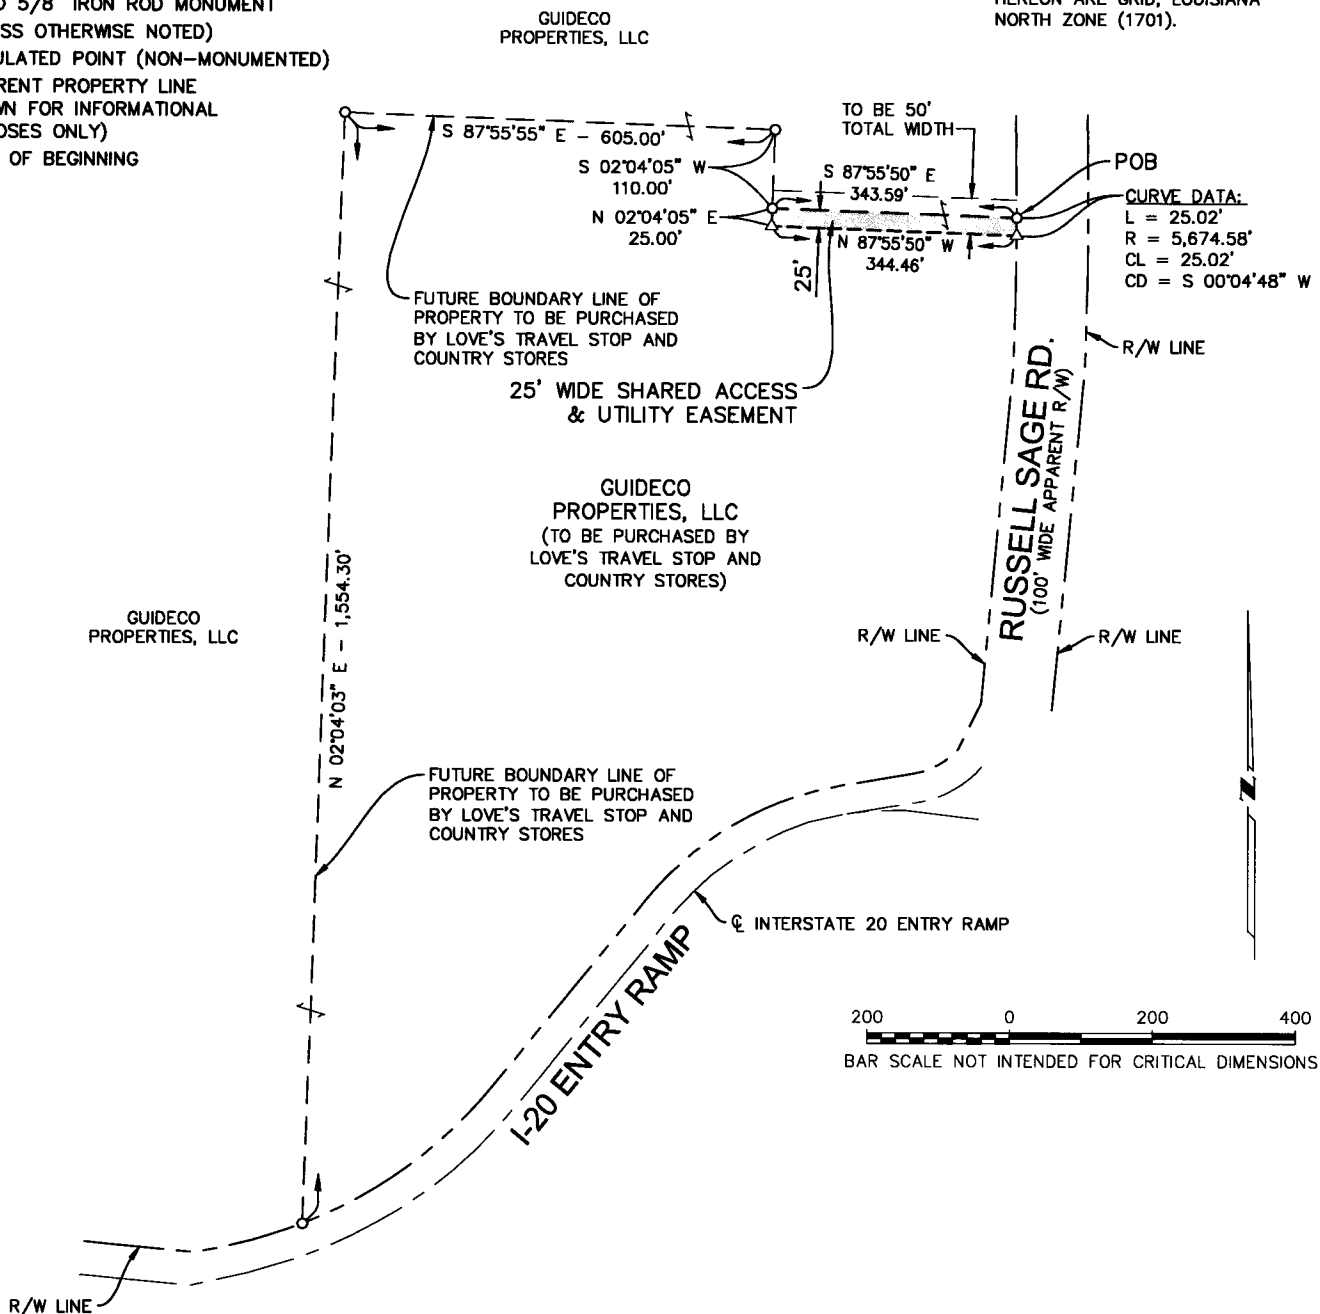 5/8" IRON ROD MONUMENT
OTHERWISE NOTED)
POINT (NON-MONUMENTED)
PROPERTY LINE
FOR INFORMATIONAL
ONLY)
OF BEGINNING
GUIDECO
PROPERTIES, LLC
HEREON ARE GRID, LOUISIANA
NORTH ZONE (1701).
S 87°55'55" E - 605.00'
TO BE 50'
TOTAL WIDTH
S 02°04'05" W
110.00'
S 87°55'50" E
343.59'
POB
N 02°04'05" E
25.00'
N 87°55'50" W
344.46'
25'
CURVE DATA:
L = 25.02'
R = 5,674.58'
CL = 25.02'
CD = S 00°04'48" W
FUTURE BOUNDARY LINE OF
PROPERTY TO BE PURCHASED
BY LOVE'S TRAVEL STOP AND
COUNTRY STORES
R/W LINE
25' WIDE SHARED ACCESS
& UTILITY EASEMENT
RUSSELL SAGE RD.
(100' WIDE APPARENT R/W)
GUIDECO
PROPERTIES, LLC
(TO BE PURCHASED BY
LOVE'S TRAVEL STOP AND
COUNTRY STORES)
N 02°04'03" E - 1,554.30'
GUIDECO
PROPERTIES, LLC
R/W LINE
R/W LINE
FUTURE BOUNDARY LINE OF
PROPERTY TO BE PURCHASED
BY LOVE'S TRAVEL STOP AND
COUNTRY STORES
N
℄ INTERSTATE 20 ENTRY RAMP
I-20 ENTRY RAMP
200 0 200 400
BAR SCALE NOT INTENDED FOR CRITICAL DIMENSIONS
R/W LINE